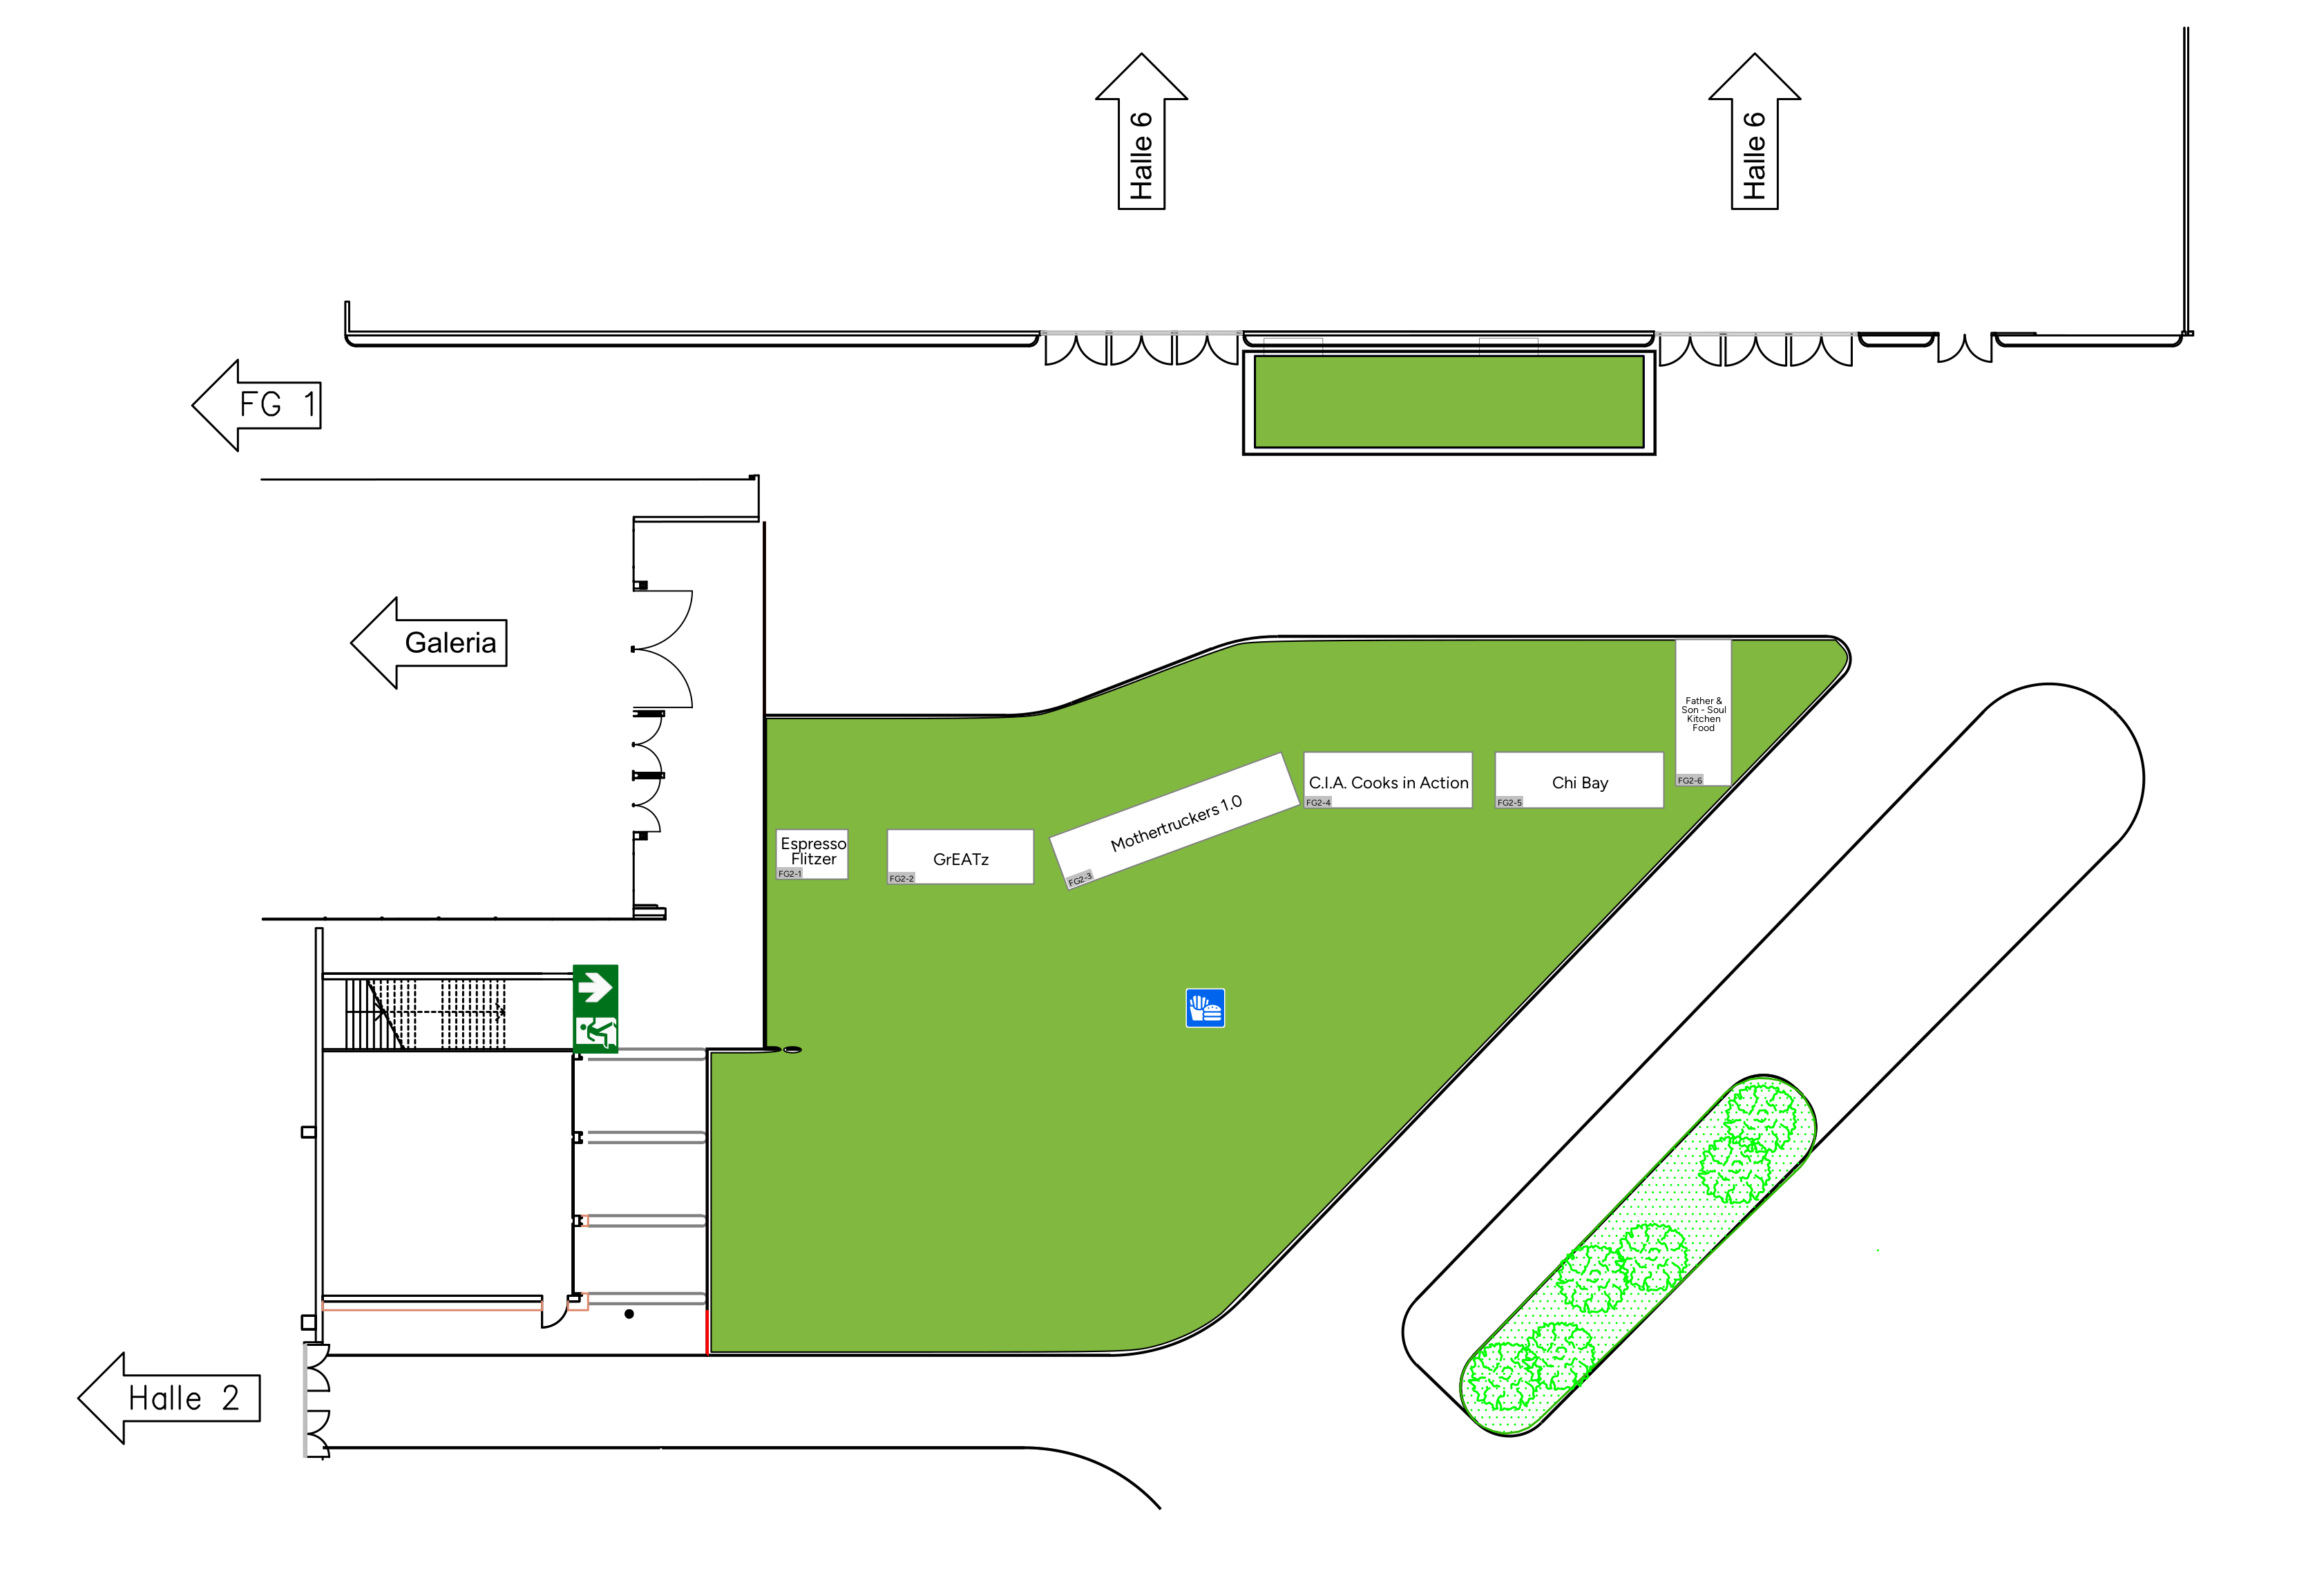 Halle 6
Halle 6
FG 1
Galeria
Father &
Son - Soul
Kitchen
Food
FG2-6
C.I.A. Cooks in Action
FG2-4
Chi Bay
FG2-5
Mothertruckers 1.0
FG2-3
Espresso
Flitzer
FG2-1
GrEATz
FG2-2
Halle 2